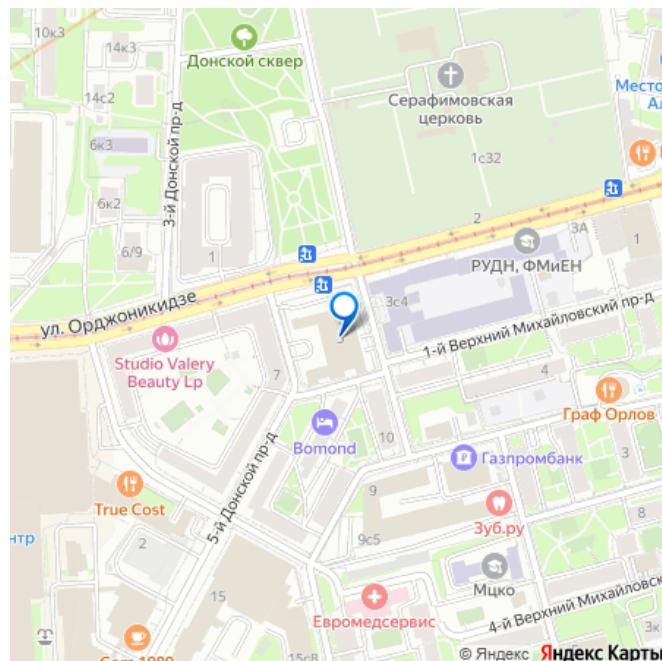 10к3
14к3
Донской сквер
14с2
6к3
3-й Донской пр-д
Серафимовская
церковь
1с32
Место
Ал
6к2
6/9
1
2
3А
1
РУДН, ФМиЕН
ул. Орджоникидзе
3с4
1-й Верхний Михайловский пр-д
Studio Valery
Beauty Lp
7
4
Граф Орлов
Bomond
10
Газпромбанк
3
5-й Донской пр-д
True Cost
9
Зуб.ру
8
нтр
2
9с5
Мцко
15
Евромедсервис
4-й Верхний Михайловский
3к
15с8
© Яндекс Яндекс Карты